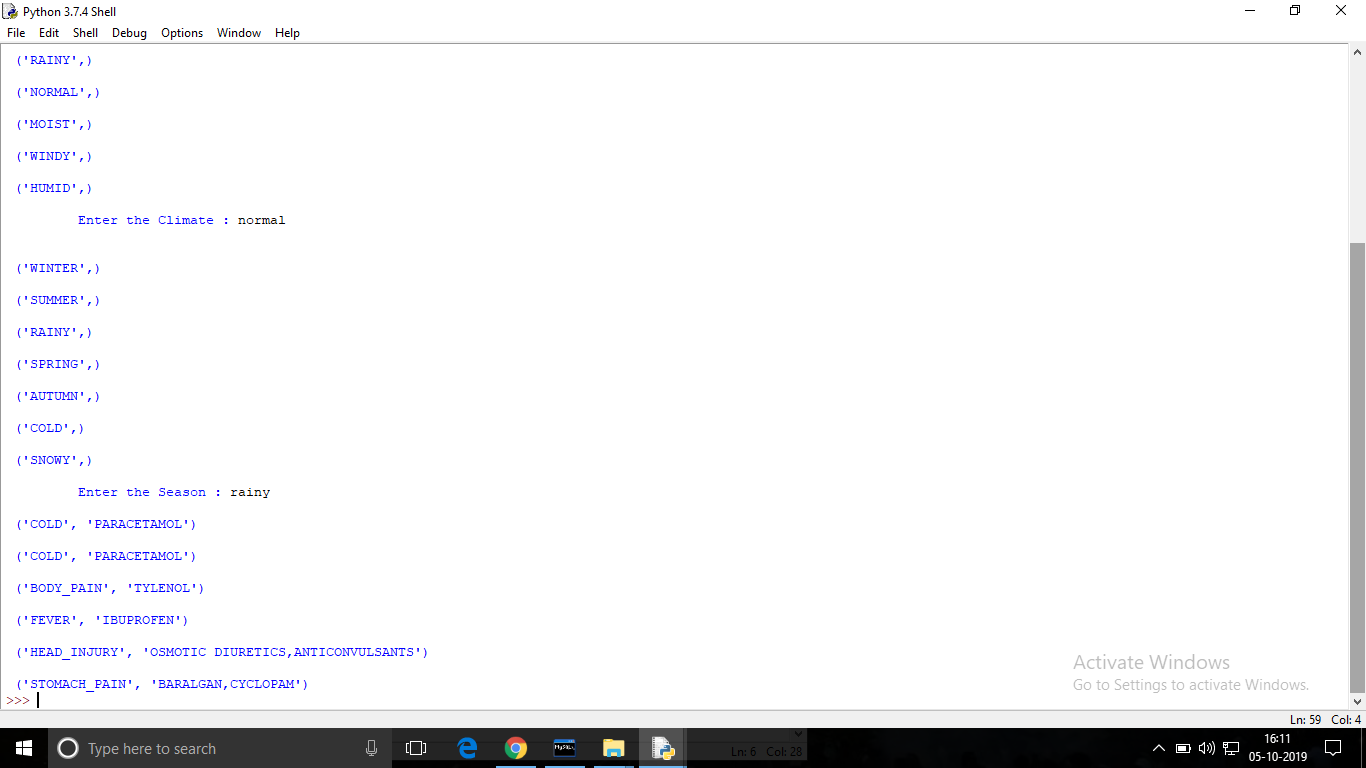 Python 3.7.4 Shell
File Edit Shell Debug Options Window Help
('RAINY',)
('NORMAL',)
('MOIST',)
('WINDY',)
('HUMID',)
Enter the Climate : normal
('WINTER',)
('SUMMER',)
('RAINY',)
('SPRING',)
('AUTUMN',)
('COLD',)
('SNOWY',)
Enter the Season : rainy
('COLD', 'PARACETAMOL')
('COLD', 'PARACETAMOL')
('BODY_PAIN', 'TYLENOL')
('FEVER', 'IBUPROFEN')
('HEAD_INJURY', 'OSMOTIC DIURETICS,ANTICONVULSANTS')
('STOMACH_PAIN', 'BARALGAN,CYCLOPAM')
>>>
Activate Windows
Go to Settings to activate Windows.
Ln: 59 Col: 4
Type here to search
MySQL
Ln: 6 Col: 28
16:11
05-10-2019